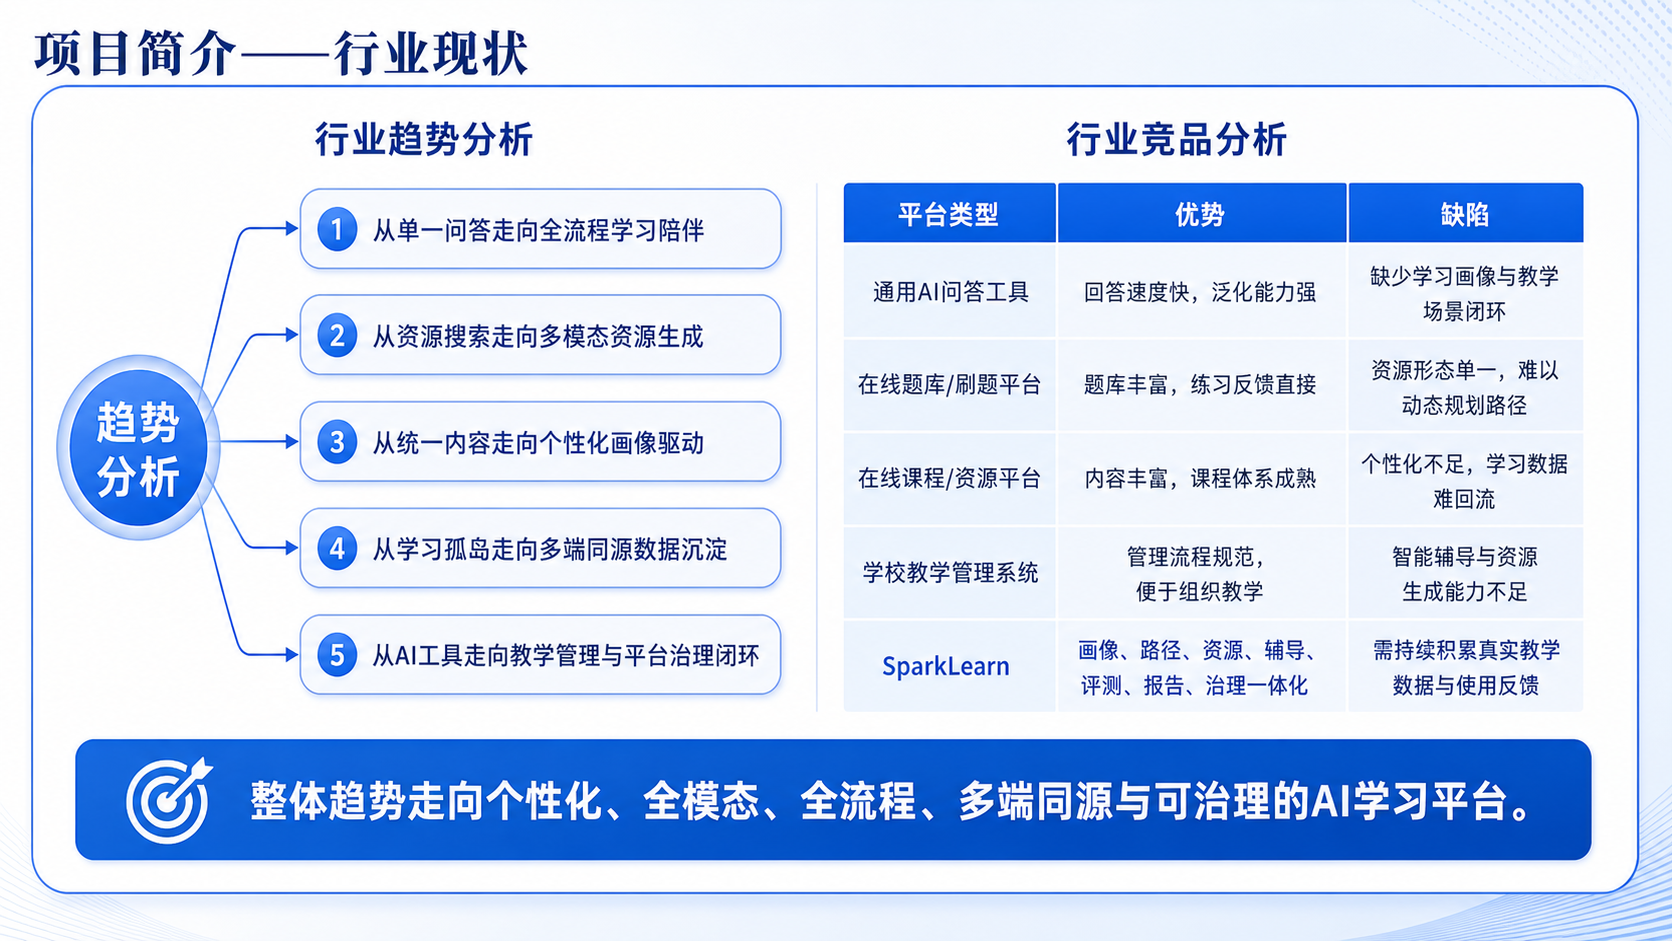 项目简介——行业现状
行业趋势分析
趋势
分析
1 从单一问答走向全流程学习陪伴
2 从资源搜索走向多模态资源生成
3 从统一内容走向个性化画像驱动
4 从学习孤岛走向多端同源数据沉淀
5 从AI工具走向教学管理与平台治理闭环
行业竞品分析
平台类型 优势 缺陷
通用AI问答工具 回答速度快，泛化能力强 缺少学习画像与教学
场景闭环
在线题库/刷题平台 题库丰富，练习反馈直接 资源形态单一，难以
动态规划路径
在线课程/资源平台 内容丰富，课程体系成熟 个性化不足，学习数据
难回流
学校教学管理系统 管理流程规范，
便于组织教学 智能辅导与资源
生成能力不足
SparkLearn 画像、路径、资源、辅导、
评测、报告、治理一体化 需持续积累真实教学
数据与使用反馈
整体趋势走向个性化、全模态、全流程、多端同源与可治理的AI学习平台。